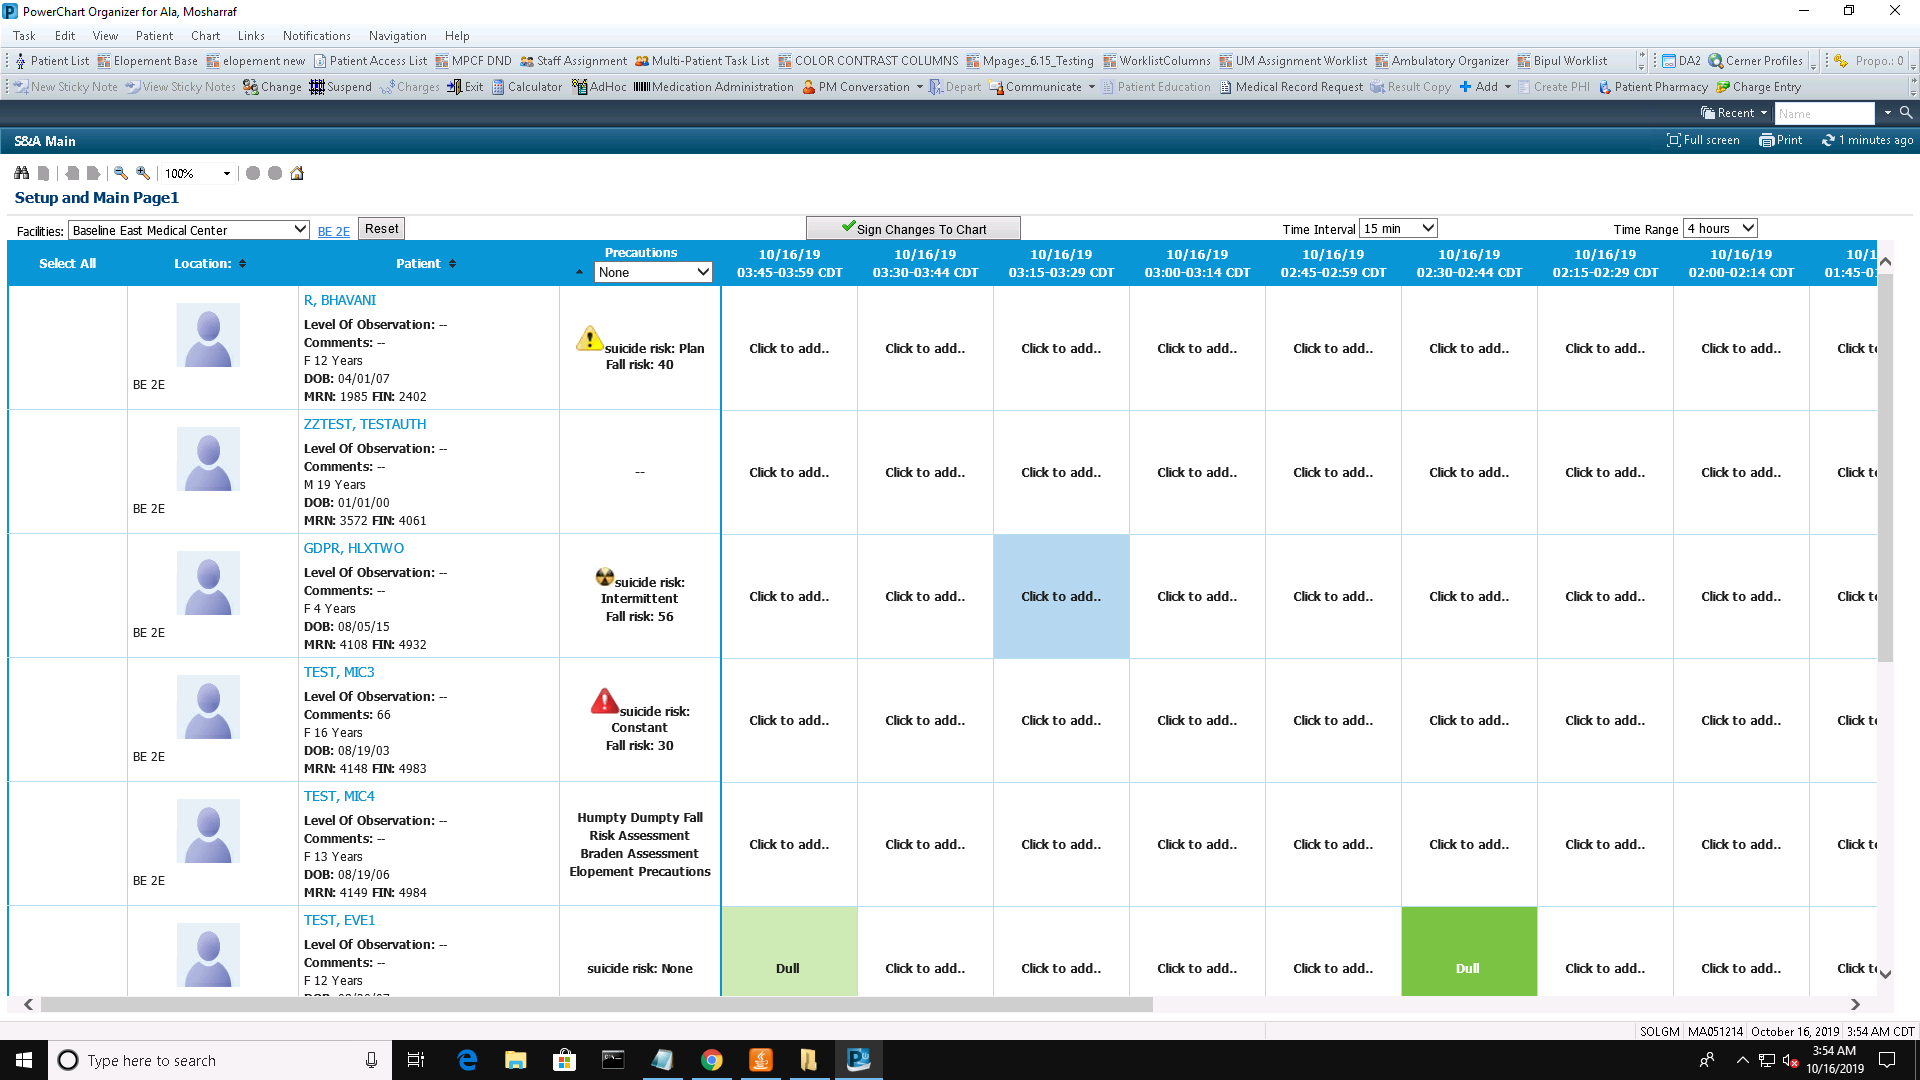 PowerChart Organizer for Ala, Mosharraf
Task Edit View Patient Chart Links Notifications Navigation Help
Patient List Elopement Base elopement new Patient Access List MPCF DND Staff Assignment Multi-Patient Task List COLOR CONTRAST COLUMNS Mpages_6.15_Testing WorklistColumns UM Assignment Worklist Ambulatory Organizer Bipul Worklist DA2 Cerner Profiles Propo.: 0
New Sticky Note View Sticky Notes Change Suspend Charges Exit Calculator AdHoc Medication Administration PM Conversation Depart Communicate Patient Education Medical Record Request Result Copy Add Create PHI Patient Pharmacy Charge Entry
Recent Name
S&A Main Full screen Print 1 minutes ago
100%
Setup and Main Page1
Facilities: Baseline East Medical Center BE 2E Reset Sign Changes To Chart Time Interval 15 min Time Range 4 hours
Select All Location: Patient Precautions None
10/16/19 10/16/19 10/16/19 10/16/19 10/16/19 10/16/19 10/16/19 10/16/19 10/1
03:45-03:59 CDT 03:30-03:44 CDT 03:15-03:29 CDT 03:00-03:14 CDT 02:45-02:59 CDT 02:30-02:44 CDT 02:15-02:29 CDT 02:00-02:14 CDT 01:45-0
BE 2E
R, BHAVANI
Level Of Observation: --
Comments: --
F 12 Years
DOB: 04/01/07
MRN: 1985 FIN: 2402
suicide risk: Plan
Fall risk: 40
Click to add.. Click to add.. Click to add.. Click to add.. Click to add.. Click to add.. Click to add.. Click to add.. Click t
BE 2E
ZZTEST, TESTAUTH
Level Of Observation: --
Comments: --
M 19 Years
DOB: 01/01/00
MRN: 3572 FIN: 4061
--
Click to add.. Click to add.. Click to add.. Click to add.. Click to add.. Click to add.. Click to add.. Click to add.. Click t
BE 2E
GDPR, HLXTWO
Level Of Observation: --
Comments: --
F 4 Years
DOB: 08/05/15
MRN: 4108 FIN: 4932
suicide risk:
Intermittent
Fall risk: 56
Click to add.. Click to add.. Click to add.. Click to add.. Click to add.. Click to add.. Click to add.. Click to add.. Click t
BE 2E
TEST, MIC3
Level Of Observation: --
Comments: 66
F 16 Years
DOB: 08/19/03
MRN: 4148 FIN: 4983
suicide risk:
Constant
Fall risk: 30
Click to add.. Click to add.. Click to add.. Click to add.. Click to add.. Click to add.. Click to add.. Click to add.. Click t
BE 2E
TEST, MIC4
Level Of Observation: --
Comments: --
F 13 Years
DOB: 08/19/06
MRN: 4149 FIN: 4984
Humpty Dumpty Fall
Risk Assessment
Braden Assessment
Elopement Precautions
Click to add.. Click to add.. Click to add.. Click to add.. Click to add.. Click to add.. Click to add.. Click to add.. Click t
TEST, EVE1
Level Of Observation: --
Comments: --
F 12 Years
suicide risk: None
Dull Click to add.. Click to add.. Click to add.. Click to add.. Dull Click to add.. Click to add.. Click t
SOLGM MA051214 October 16, 2019 3:54 AM CDT
Type here to search
3:54 AM
10/16/2019